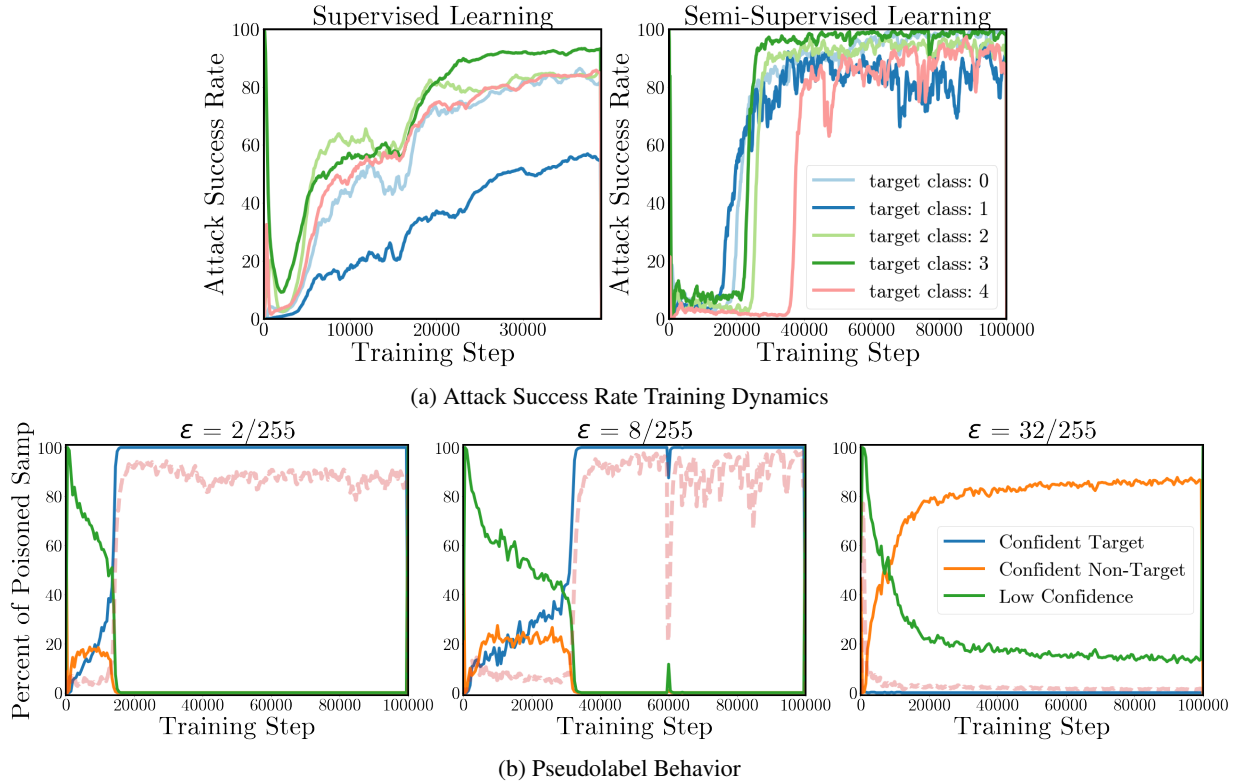 Supervised Learning
Semi-Supervised Learning
Attack Success Rate
100
80
60
40
20
0
0 10000 20000 30000
Training Step
Attack Success Rate
100
80
60
40
20
0
0 20000 40000 60000 80000 100000
Training Step
target class: 0
target class: 1
target class: 2
target class: 3
target class: 4
(a) Attack Success Rate Training Dynamics
Percent of Poisoned Samp
ε = 2/255
100
80
60
40
20
0
0 20000 40000 60000 80000 100000
Training Step
ε = 8/255
100
80
60
40
20
0
0 20000 40000 60000 80000 100000
Training Step
ε = 32/255
100
80
60
40
20
0
0 20000 40000 60000 80000 100000
Training Step
Confident Target
Confident Non-Target
Low Confidence
(b) Pseudolabel Behavior